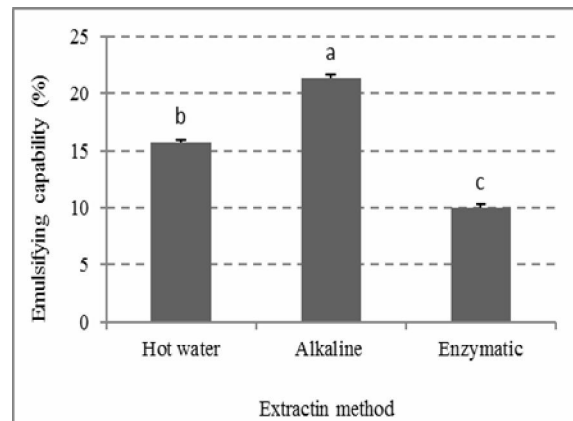 25
20
15
10
5
0
Emulsifying capability (%)
b
a
c
Hot water Alkaline Enzymatic
Extractin method